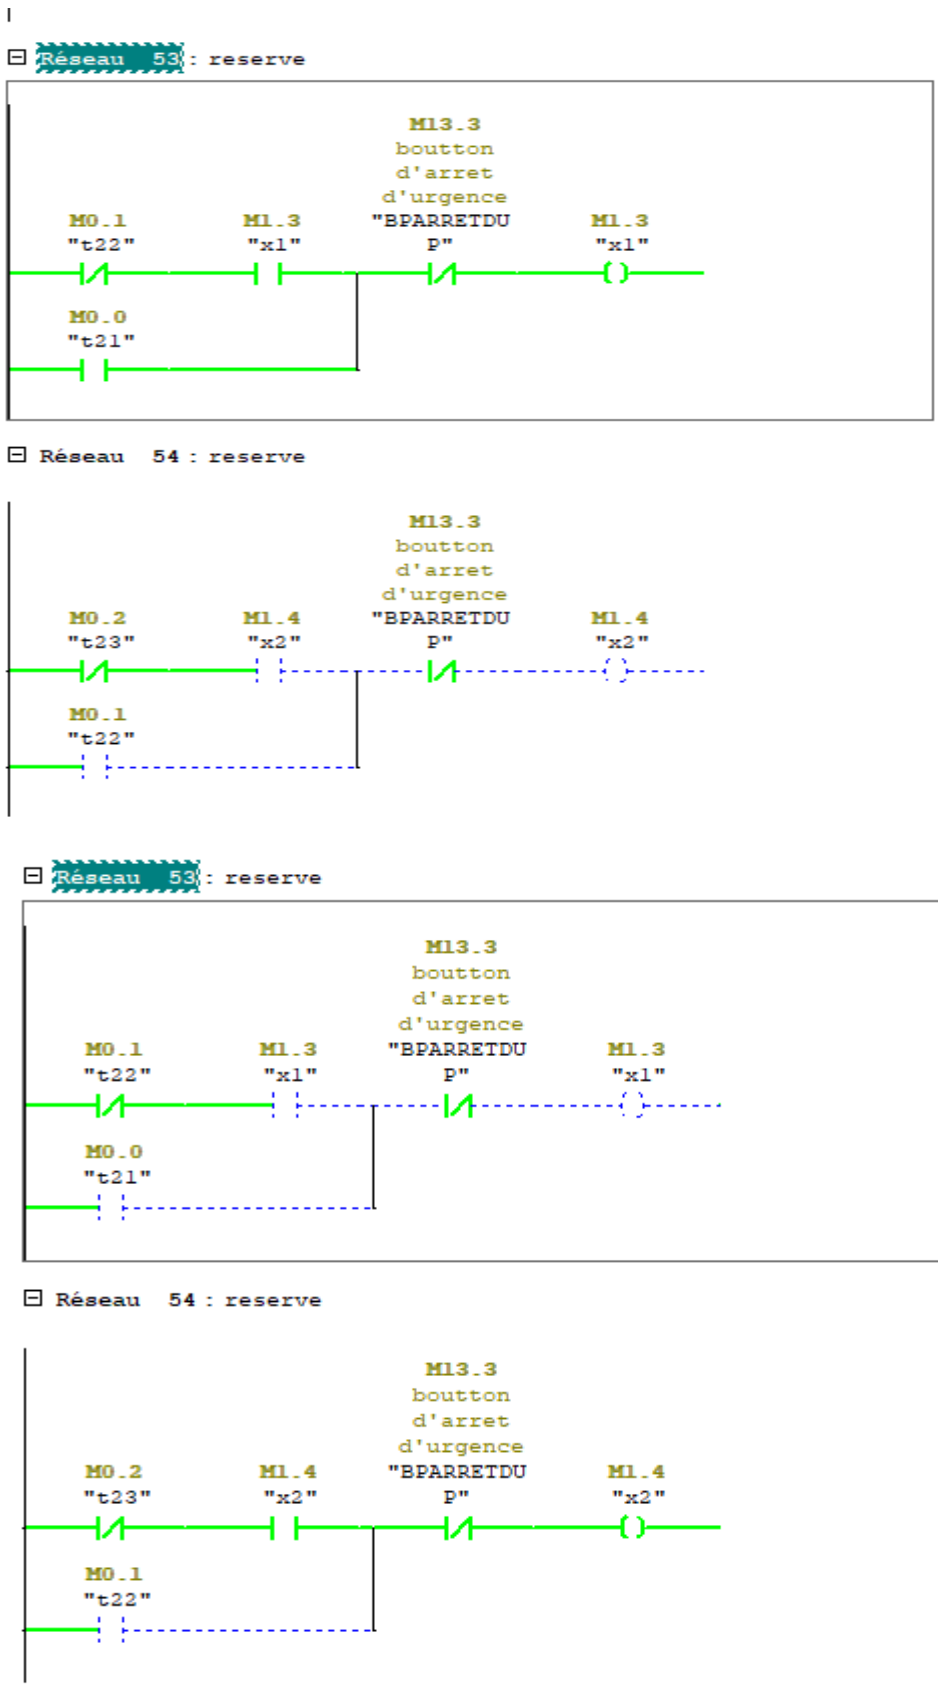 Réseau 53 : reserve
M13.3
boutton
d'arret
d'urgence
M0.1 M1.3 "BPARRETDU M1.3
"t22" "x1" P" "x1"
M0.0
"t21"
Réseau 54 : reserve
M13.3
boutton
d'arret
d'urgence
M0.2 M1.4 "BPARRETDU M1.4
"t23" "x2" P" "x2"
M0.1
"t22"
Réseau 53 : reserve
M13.3
boutton
d'arret
d'urgence
M0.1 M1.3 "BPARRETDU M1.3
"t22" "x1" P" "x1"
M0.0
"t21"
Réseau 54 : reserve
M13.3
boutton
d'arret
d'urgence
M0.2 M1.4 "BPARRETDU M1.4
"t23" "x2" P" "x2"
M0.1
"t22"